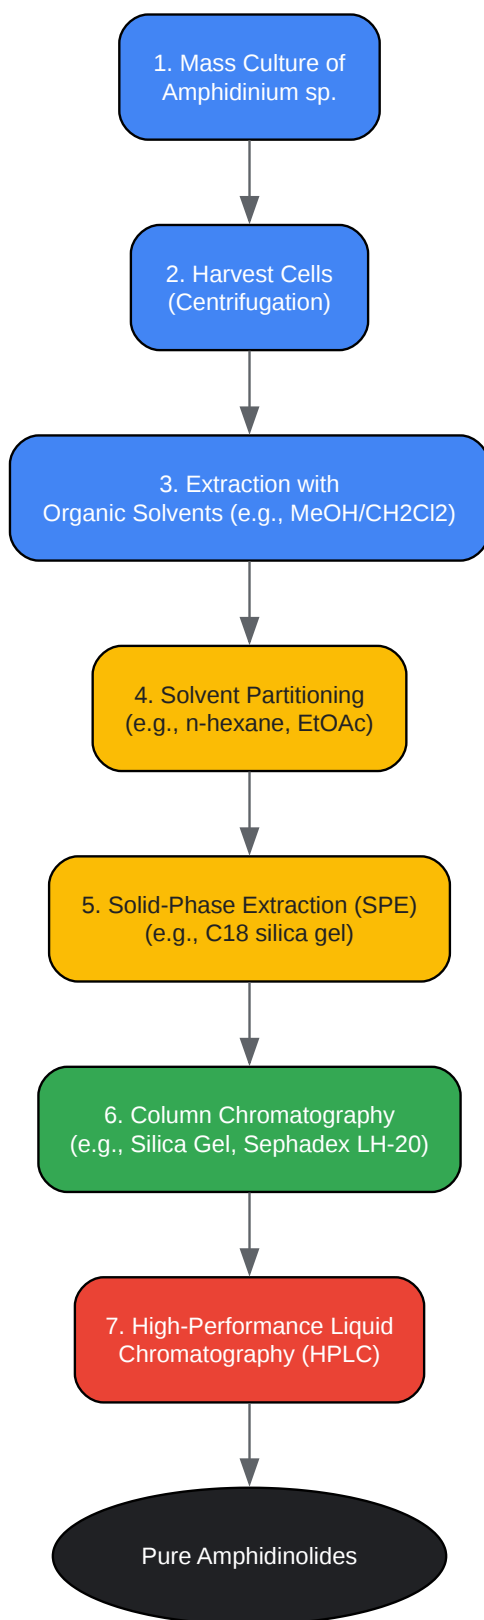 1. Mass Culture of
Amphidinium sp.
2. Harvest Cells
(Centrifugation)
3. Extraction with
Organic Solvents (e.g., MeOH/CH2Cl2)
4. Solvent Partitioning
(e.g., n-hexane, EtOAc)
5. Solid-Phase Extraction (SPE)
(e.g., C18 silica gel)
6. Column Chromatography
(e.g., Silica Gel, Sephadex LH-20)
7. High-Performance Liquid
Chromatography (HPLC)
Pure Amphidinolides